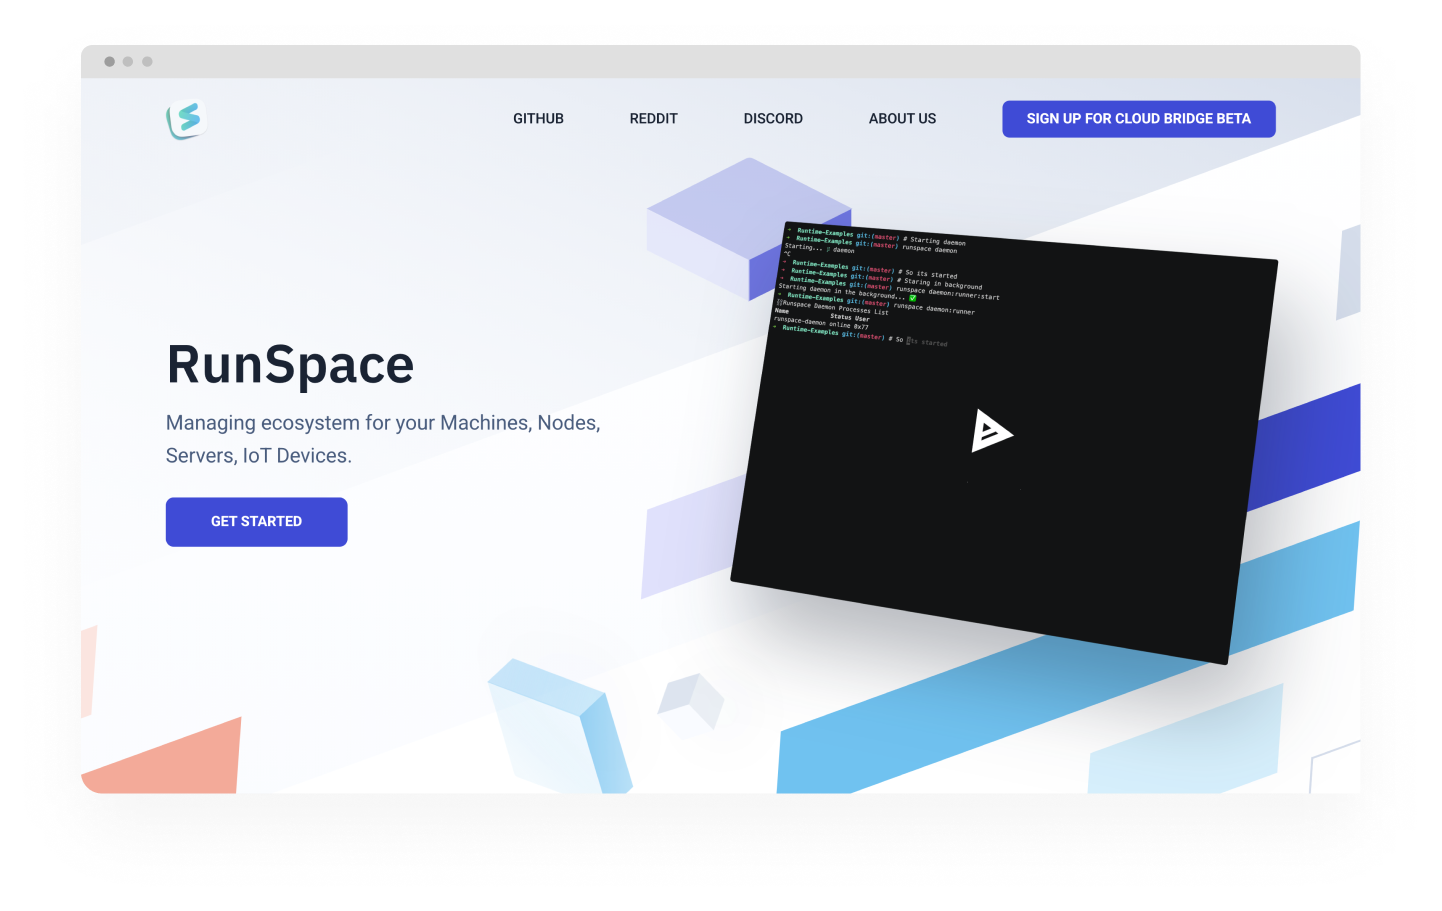 GITHUB REDDIT DISCORD ABOUT US SIGN UP FOR CLOUD BRIDGE BETA
RunSpace
Managing ecosystem for your Machines, Nodes,
Servers, IoT Devices.
GET STARTED
→ Runtime-Examples git:(master) # Starting daemon
→ Runtime-Examples git:(master) runspace daemon
Starting... daemon
^C
→ Runtime-Examples git:(master) # So its started
→ Runtime-Examples git:(master) # Staring in background
→ Runtime-Examples git:(master) runspace daemon:runner:start
Starting daemon in the background... ✅
→ Runtime-Examples git:(master) runspace daemon:runner
Runspace Daemon Processes List
Name Status User
runspace-daemon online 0x77
→ Runtime-Examples git:(master) # So its started